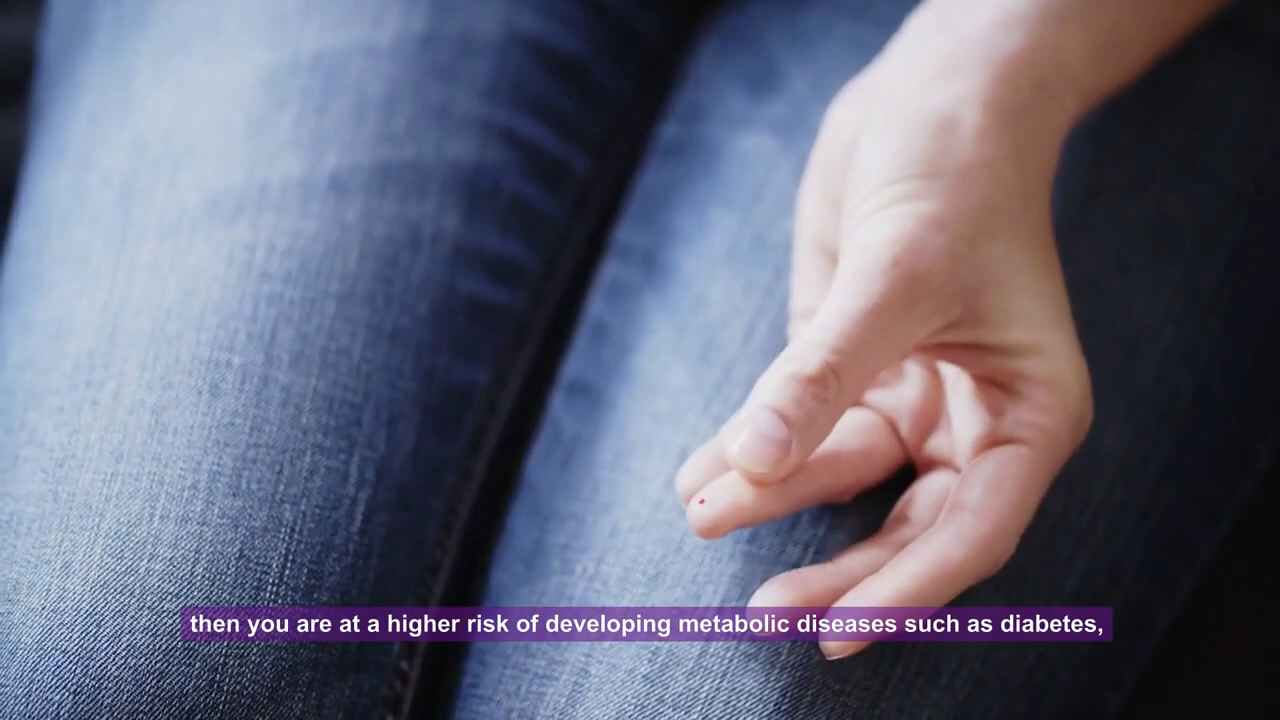 then you are at a higher risk of developing metabolic diseases such as diabetes,